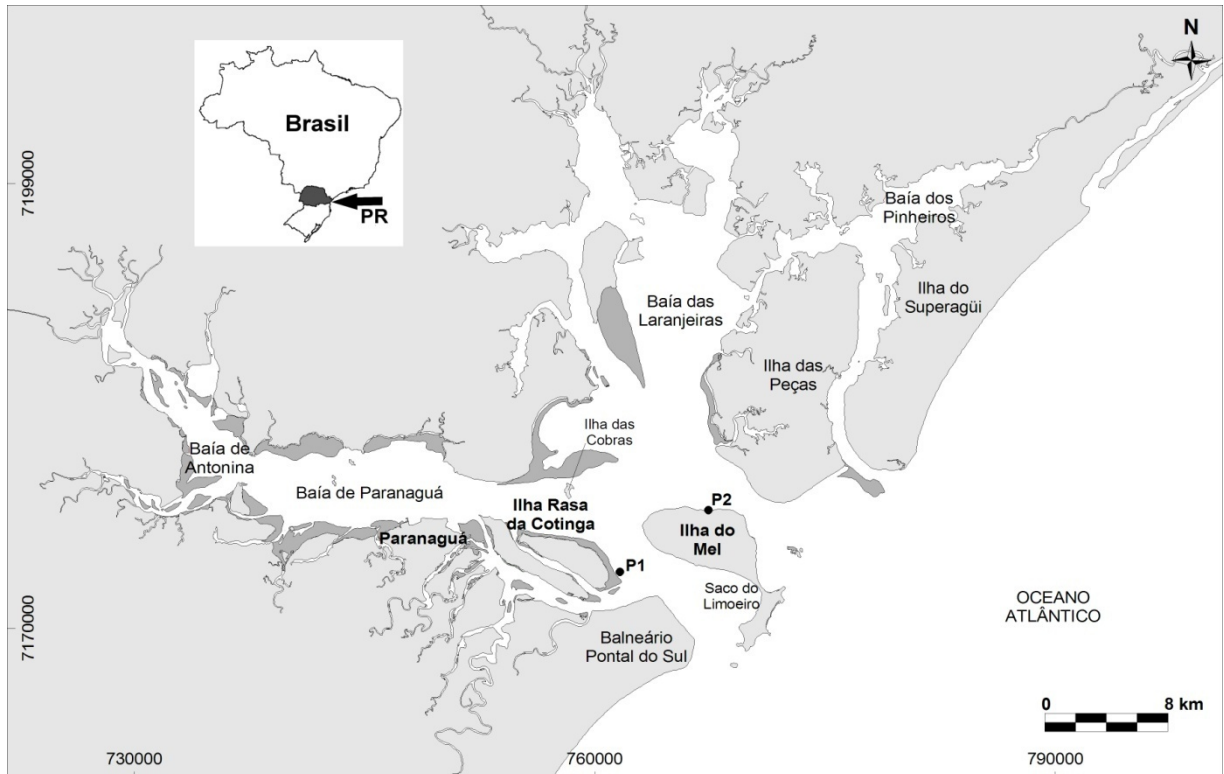 N
Brasil
PR
7199000
Baía dos
Pinheiros
Ilha do
Superagüi
Baía das
Laranjeiras
Ilha das
Peças
Ilha das
Cobras
Baía de
Antonina
Baía de Paranaguá
Ilha Rasa
da Cotinga
P2
Paranaguá
Ilha do
Mel
P1
Saco do
Limoeiro
OCEANO
ATLÂNTICO
7170000
Balneário
Pontal do Sul
0 8 km
730000 760000 790000